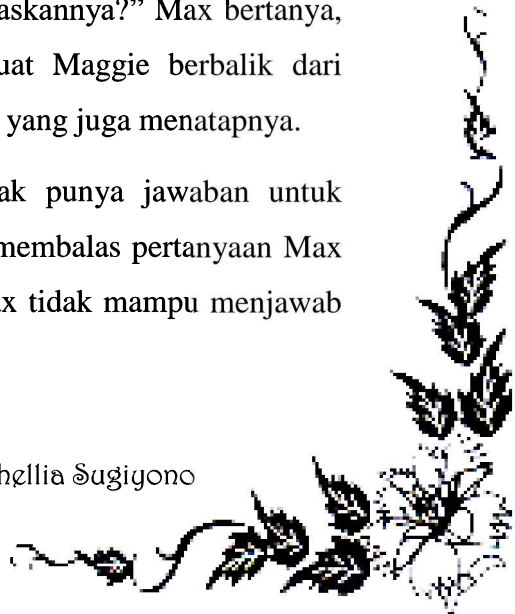 askannya?” Max bertanya,
uat Maggie berbalik dari
yang juga menatapnya.
ak punya jawaban untuk
membalas pertanyaan Max
x tidak mampu menjawab
hellia Sugiyono